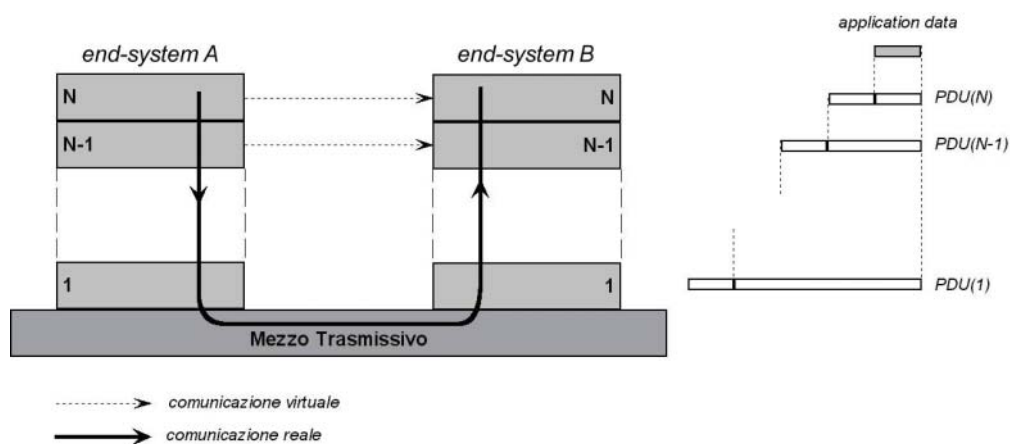 end-system A
end-system B
application data
N
N
PDU(N)
N-1
N-1
PDU(N-1)
1
1
PDU(1)
Mezzo Trasmissivo
comunicazione virtuale
comunicazione reale